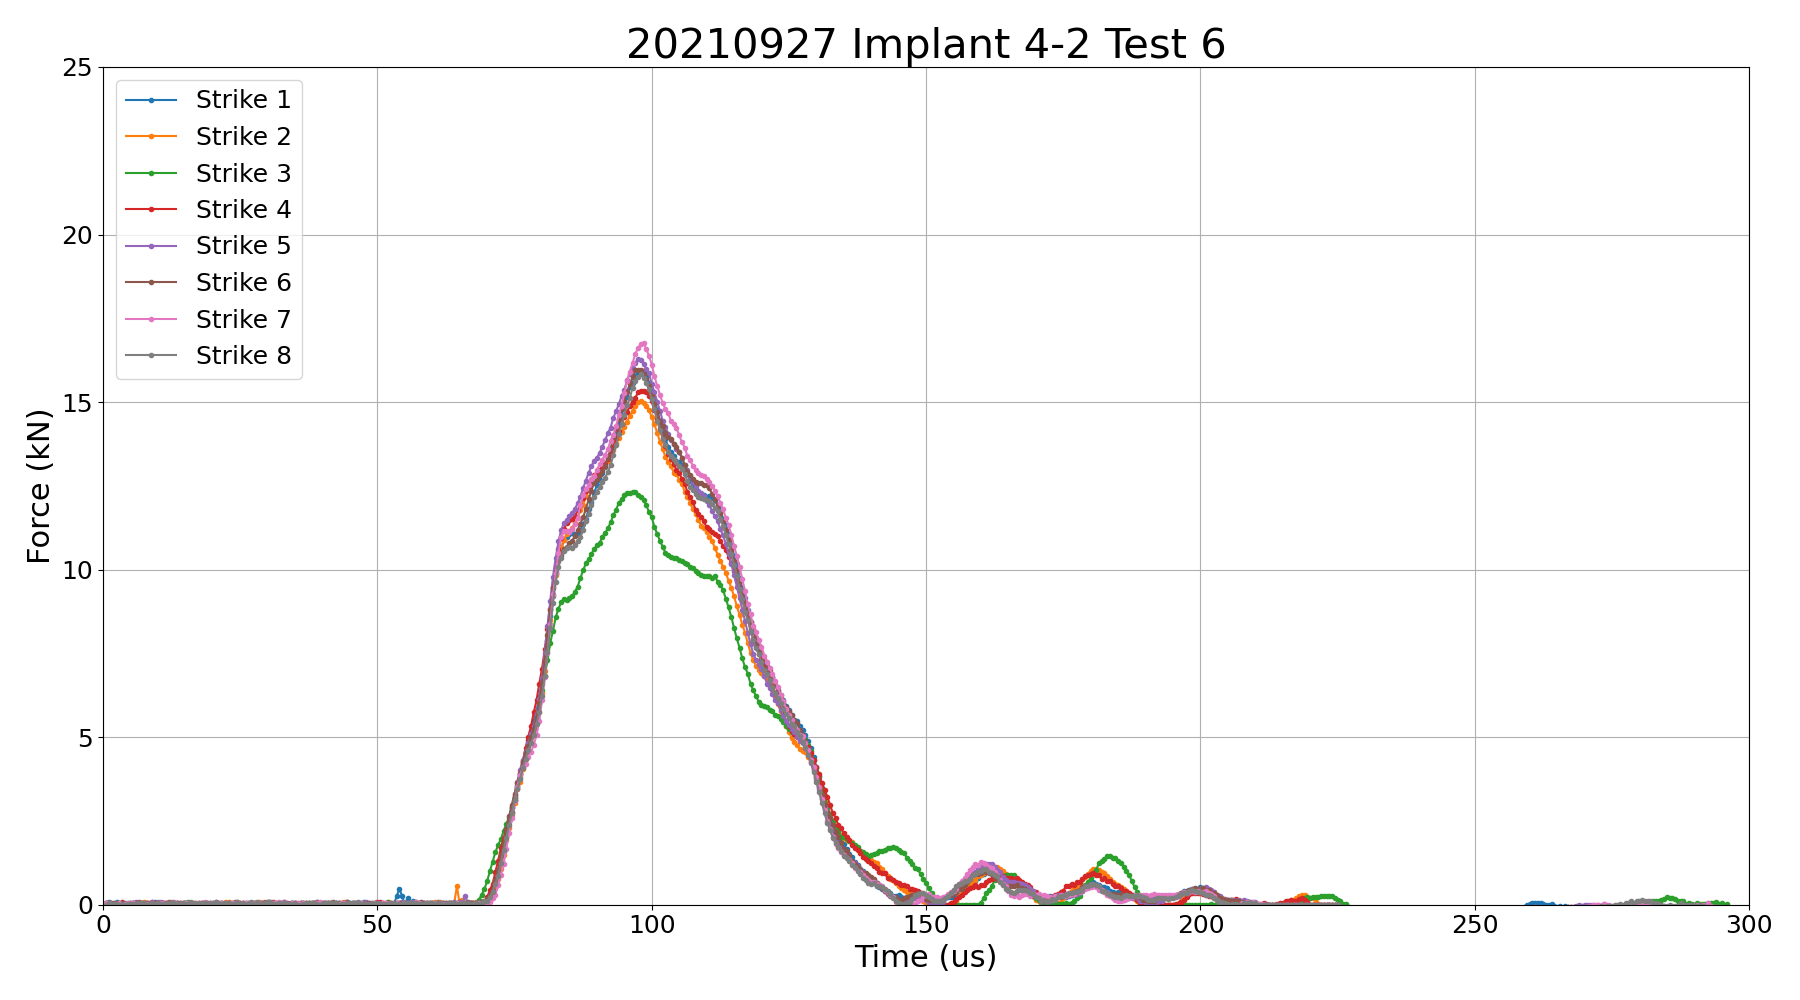 20210927 Implant 4-2 Test 6
25
20
15
10
5
0
Force (kN)
Strike 1
Strike 2
Strike 3
Strike 4
Strike 5
Strike 6
Strike 7
Strike 8
0 50 100 150 200 250 300
Time (us)